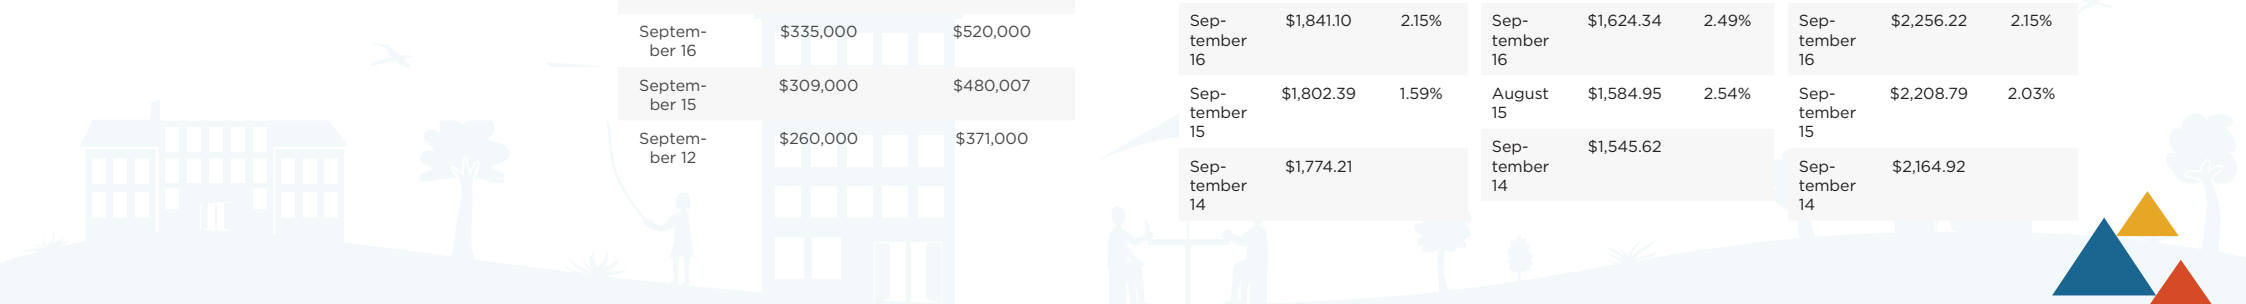 Septem-
ber 16
$335,000
$520,000
Septem-
ber 15
$309,000
$480,007
Septem-
ber 12
$260,000
$371,000
Sep-
tember
16
$1,841.10
2.15%
Sep-
tember
15
$1,802.39
1.59%
Sep-
tember
14
$1,774.21
Sep-
tember
16
$1,624.34
2.49%
August
15
$1,584.95
2.54%
Sep-
tember
14
$1,545.62
Sep-
tember
16
$2,256.22
2.15%
Sep-
tember
15
$2,208.79
2.03%
Sep-
tember
14
$2,164.92